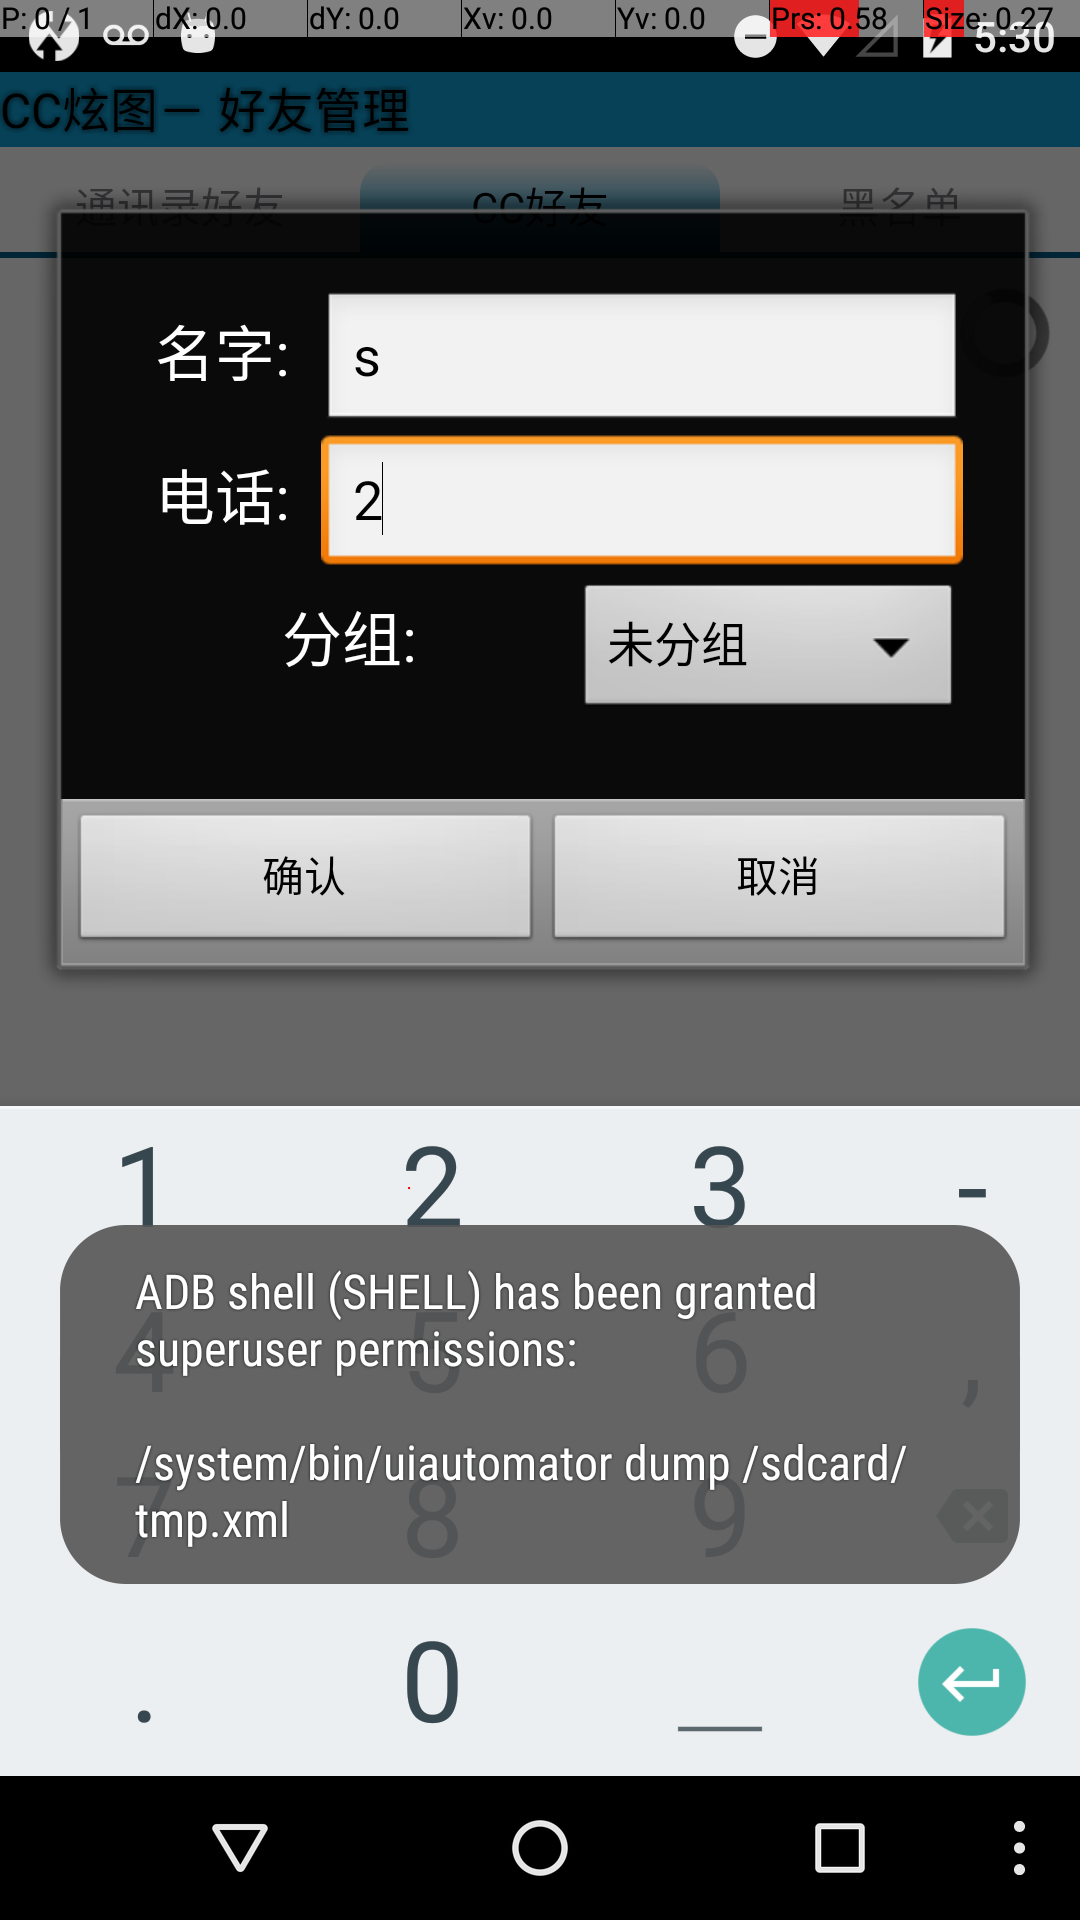 P: 0 / 1 dX: 0.0 dY: 0.0 Xv: 0.0 Yv: 0.0 Prs: 0.58 Size: 0.27
5:30
CC炫图－ 好友管理
通讯录好友 CC好友 黑名单
名字: s
电话: 2
分组: 未分组
确认 取消
1 2 3 -
ADB shell (SHELL) has been granted
superuser permissions:
4 5 6 ,
/system/bin/uiautomator dump /sdcard/
tmp.xml
7 8 9
. 0 _